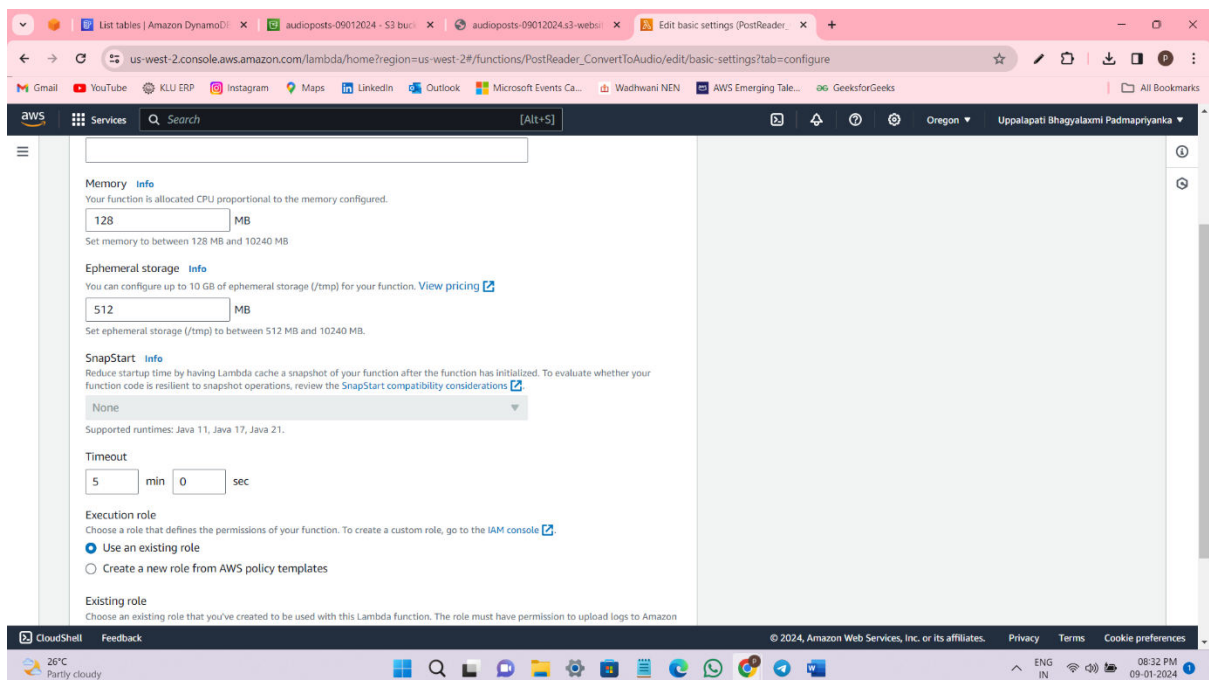 List tables | Amazon DynamoD
audioposts-09012024 - S3 buc
audioposts-09012024.s3-websi
Edit basic settings (PostReader_
us-west-2.console.aws.amazon.com/lambda/home?region=us-west-2#/functions/PostReader_ConvertToAudio/edit/basic-settings?tab=configure
P
Gmail YouTube KLU ERP Instagram Maps LinkedIn Outlook Microsoft Events Ca... Wadhwani NEN AWS Emerging Tale... GeeksforGeeks All Bookmarks
aws Services Search [Alt+S] Oregon Uppalapati Bhagyalaxmi Padmapriyanka
Memory Info
Your function is allocated CPU proportional to the memory configured.
128 MB
Set memory to between 128 MB and 10240 MB
Ephemeral storage Info
You can configure up to 10 GB of ephemeral storage (/tmp) for your function. View pricing
512 MB
Set ephemeral storage (/tmp) to between 512 MB and 10240 MB.
SnapStart Info
Reduce startup time by having Lambda cache a snapshot of your function after the function has initialized. To evaluate whether your
function code is resilient to snapshot operations, review the SnapStart compatibility considerations.
None
Supported runtimes: Java 11, Java 17, Java 21.
Timeout
5 min 0 sec
Execution role
Choose a role that defines the permissions of your function. To create a custom role, go to the IAM console.
Use an existing role
Create a new role from AWS policy templates
Existing role
Choose an existing role that you've created to be used with this Lambda function. The role must have permission to upload logs to Amazon
CloudShell Feedback © 2024, Amazon Web Services, Inc. or its affiliates. Privacy Terms Cookie preferences
26°C
Partly cloudy
ENG
IN
08:32 PM
09-01-2024
1